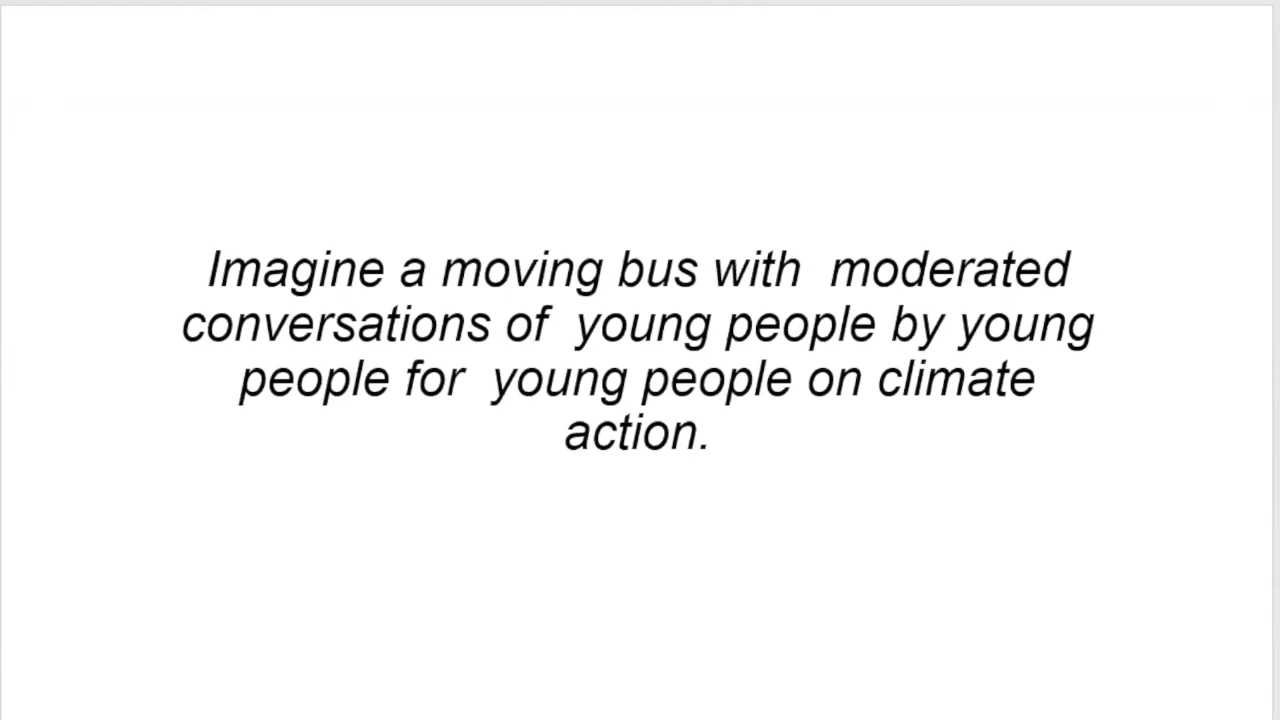 Imagine a moving bus with  moderated
conversations of  young people by young
people for  young people on climate
action.